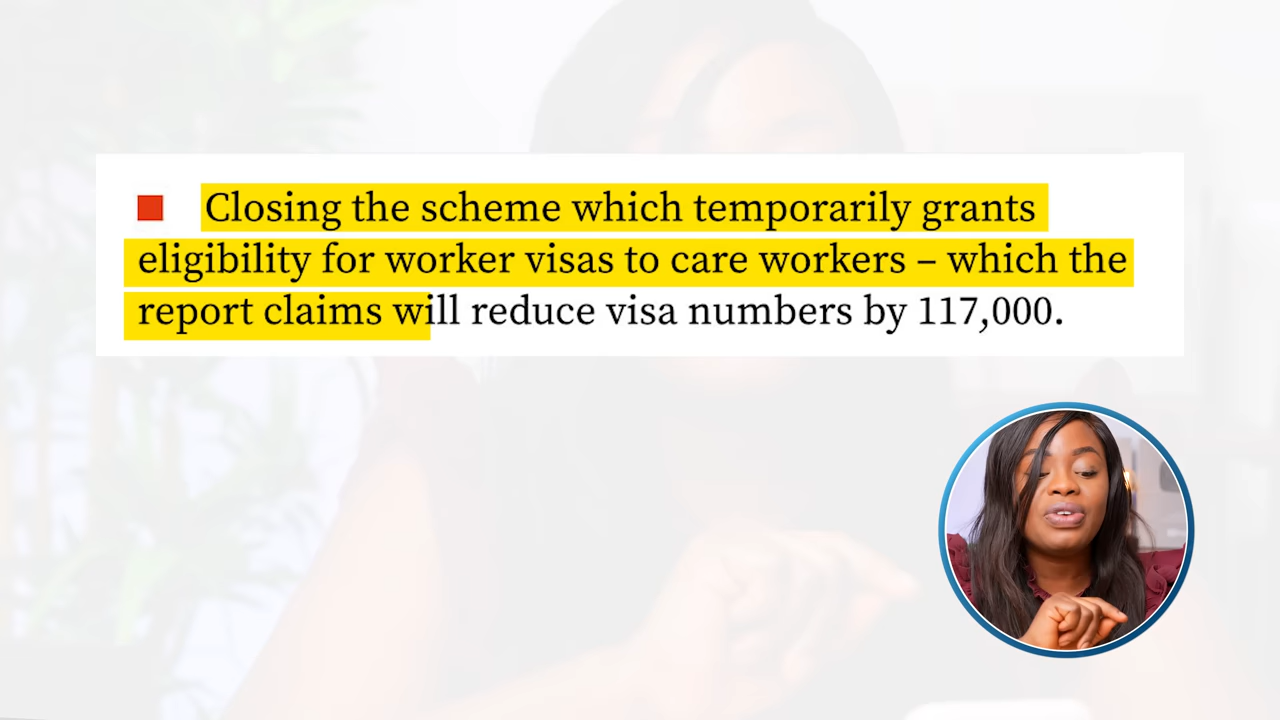 Closing the scheme which temporarily grants
eligibility for worker visas to care workers – which the
report claims will reduce visa numbers by 117,000.